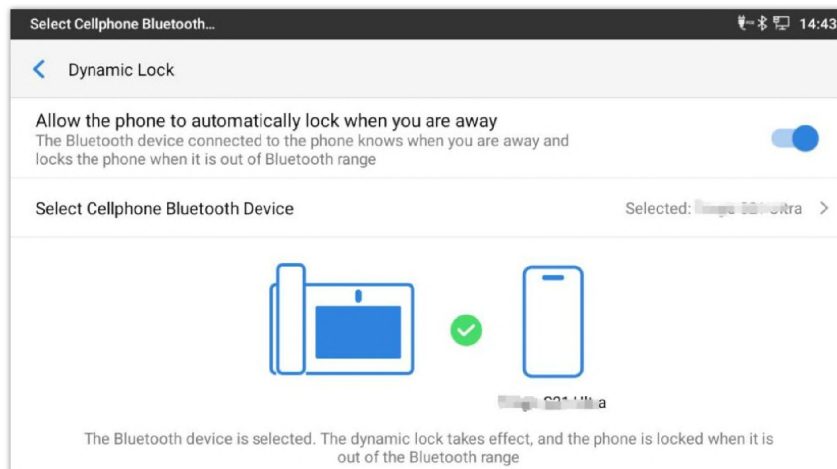 Select Cellphone Bluetooth... 14:43
Dynamic Lock
Allow the phone to automatically lock when you are away
The Bluetooth device connected to the phone knows when you are away and
locks the phone when it is out of Bluetooth range
Select Cellphone Bluetooth Device Selected: Ultra
Ultra
The Bluetooth device is selected. The dynamic lock takes effect, and the phone is locked when it is
out of the Bluetooth range